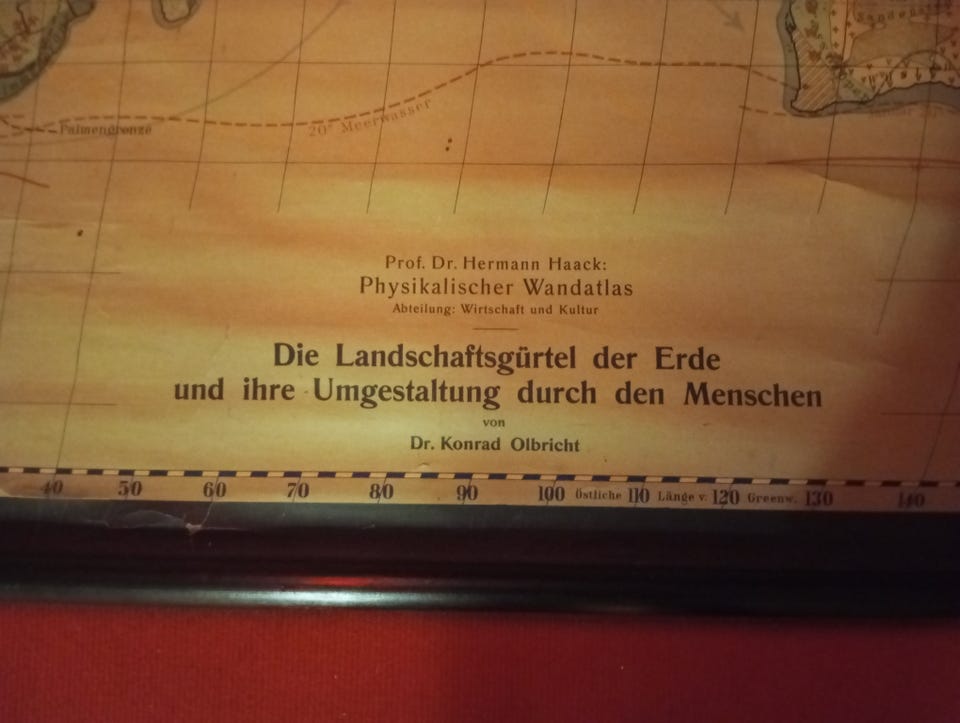 Sandens
Palmengrenze
20° Meerwasser
Prof. Dr. Hermann Haack:
Physikalischer Wandatlas
Abteilung: Wirtschaft und Kultur
Die Landschaftsgürtel der Erde
und ihre Umgestaltung durch den Menschen
von
Dr. Konrad Olbricht
40 50 60 70 80 90 100 Östliche 110 Länge v. 120 Greenw. 130 140